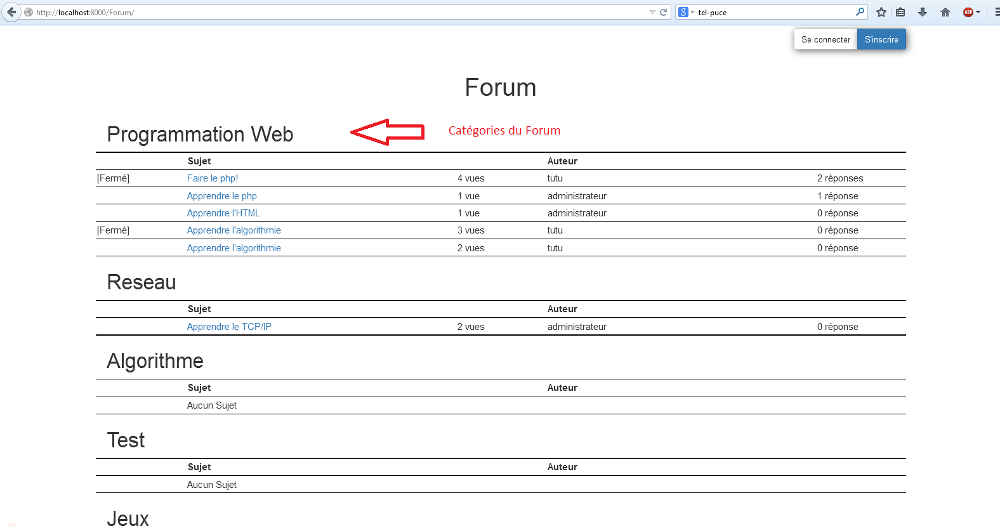 http://localhost:8000/Forum/
8 tel-puce
ABP
Se connecter S'inscrire
Forum
Programmation Web
Catégories du Forum
Sujet Auteur
[Fermé] Faire le php! 4 vues tutu 2 réponses
Apprendre le php 1 vue administrateur 1 réponse
Apprendre l'HTML 1 vue administrateur 0 réponse
[Fermé] Apprendre l'algorithmie 3 vues tutu 0 réponse
Apprendre l'algorithmie 2 vues tutu 0 réponse
Reseau
Sujet Auteur
Apprendre le TCP/IP 2 vues administrateur 0 réponse
Algorithme
Sujet Auteur
Aucun Sujet
Test
Sujet Auteur
Aucun Sujet
Jeux